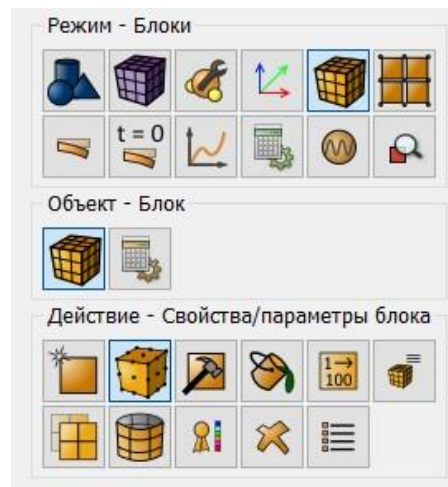 Режим - Блоки
t = 0
Объект - Блок
Действие - Свойства/параметры блока
1→
100